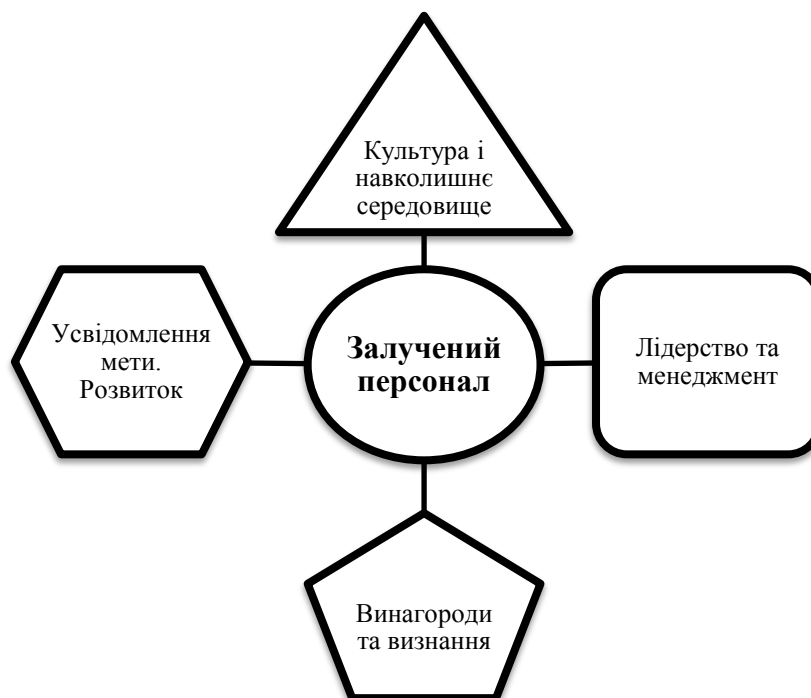 Культура і
навколишнє
середовище
Усвідомлення
мети.
Розвиток
Залучений
персонал
Лідерство та
менеджмент
Винагороди
та визнання